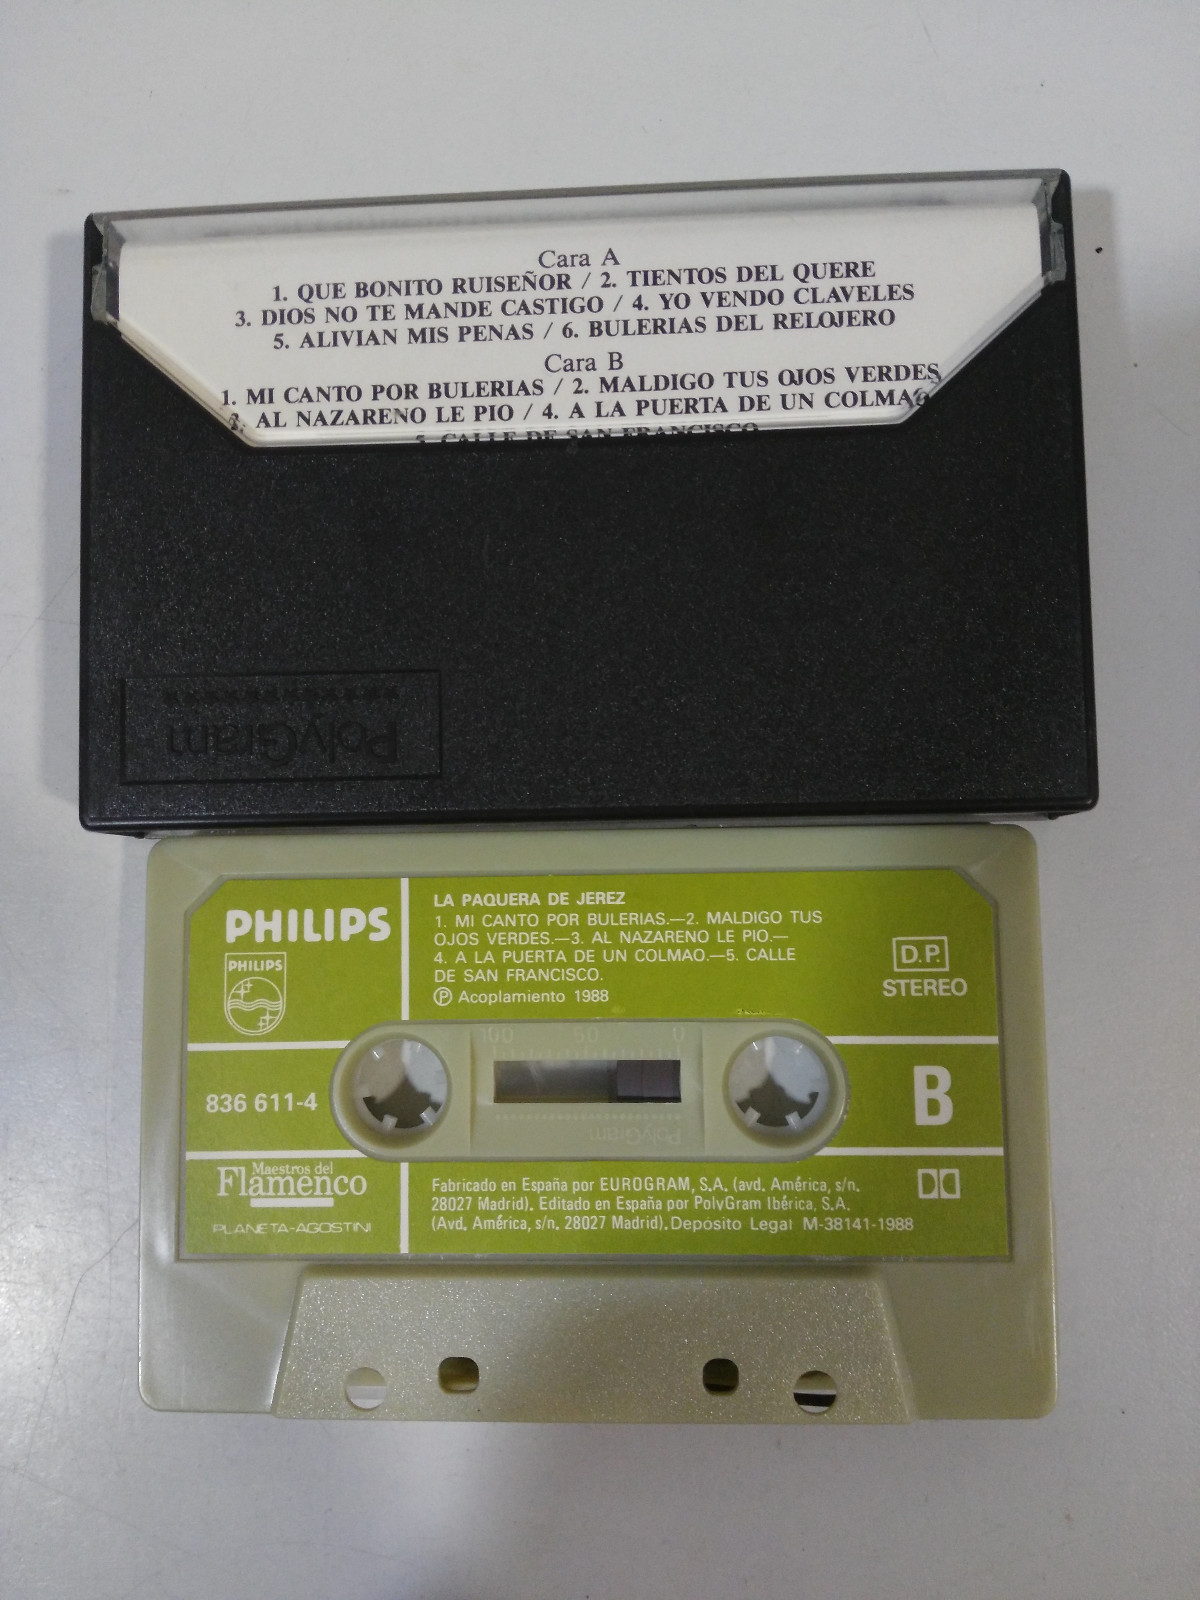 Cara A
1. QUE BONITO RUISEÑOR / 2. TIENTOS DEL QUERE
3. DIOS NO TE MANDE CASTIGO / 4. YO VENDO CLAVELES
5. ALIVIAN MIS PENAS / 6. BULERIAS DEL RELOJERO
Cara B
1. MI CANTO POR BULERIAS / 2. MALDIGO TUS OJOS VERDES
3. AL NAZARENO LE PIO / 4. A LA PUERTA DE UN COLMAO
5. CALLE DE SAN FRANCISCO
PolyGram
PHILIPS
PHILIPS
LA PAQUERA DE JEREZ
1. MI CANTO POR BULERIAS.—2. MALDIGO TUS
OJOS VERDES.—3. AL NAZARENO LE PIO.—
4. A LA PUERTA DE UN COLMAO.—5. CALLE
DE SAN FRANCISCO.
Ⓟ Acoplamiento 1988
D.P.
STEREO
100 50 0
836 611-4
B
PolyGram
Maestros del
Flamenco
PLANETA-AGOSTINI
Fabricado en España por EUROGRAM, S.A. (avd. América, s/n.
28027 Madrid). Editado en España por PolyGram Ibérica, S.A.
(Avd. América, s/n. 28027 Madrid). Depósito Legal M-38141-1988